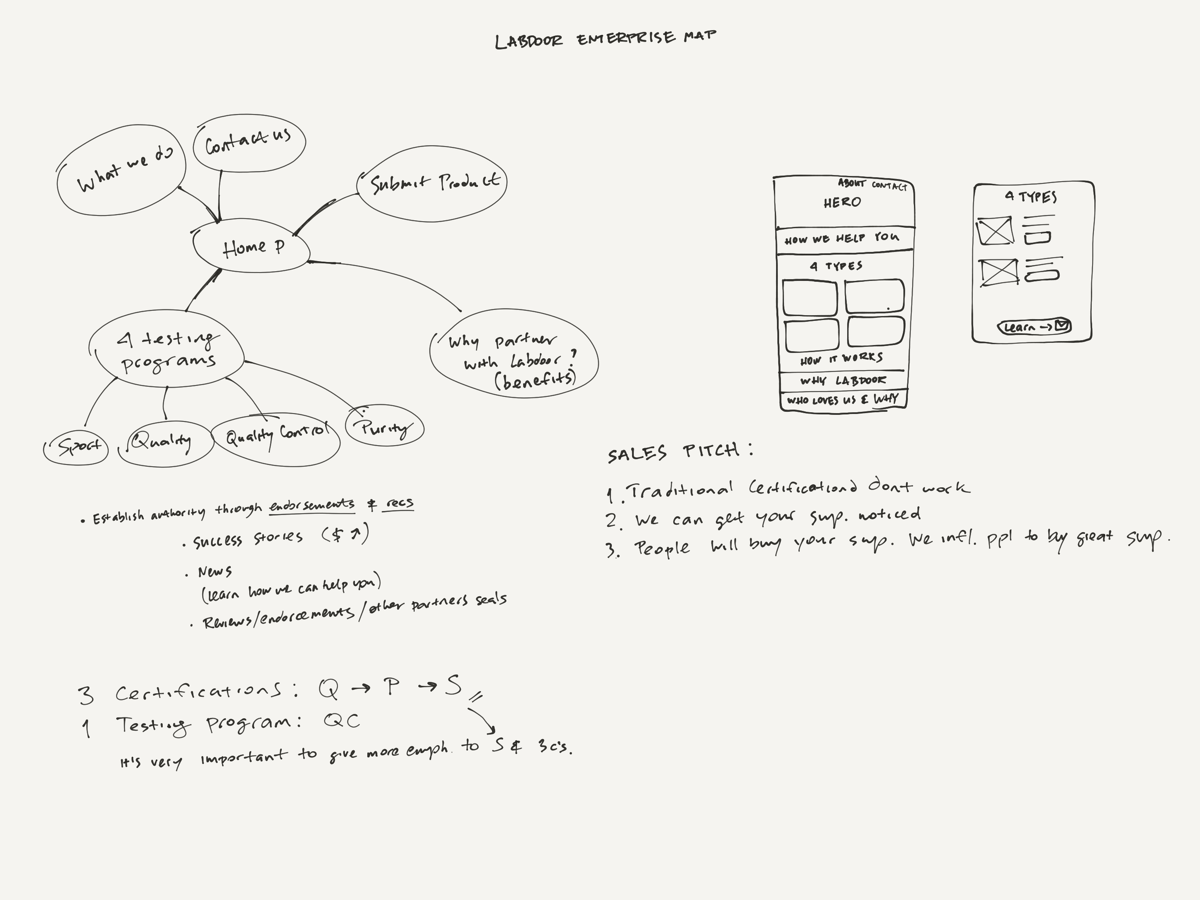 LABDOOR ENTERPRISE MAP
What we do
Contact us
Submit Product
Home P
4 testing
programs
Why partner
with Labdoor?
(benefits)
Sport
Quality
Quality Control
Purity
ABOUT CONTACT
HERO
HOW WE HELP YOU
4 TYPES
HOW IT WORKS
WHY LABDOOR
WHO LOVES US & WHY
4 TYPES
Learn →
SALES PITCH:
1. Traditional Certificationd dont work
2. We can get your sup. noticed
3. People will buy your sup. We infl. ppl to by great sup.
• Establish authority through endorsements & recs
• Success stories ($ ↗)
• News
(learn how we can help you)
• Reviews/endorcements/other partners seals
3 Certifications: Q → P → S
1 Testing program: QC
It's very important to give more emph. to S & 3c's.